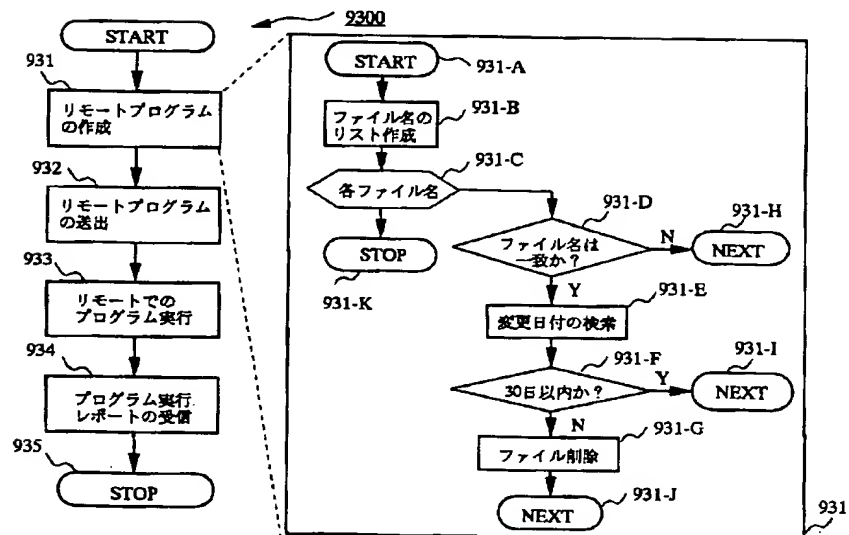 9300
START
931
リモートプログラム
の作成
932
リモートプログラム
の送出
933
リモートでの
プログラム実行
934
プログラム実行
レポートの受信
935
STOP
START
931-A
931-B
ファイル名の
リスト作成
931-C
各ファイル名
STOP
931-K
931-D
ファイル名は
一致か?
N
931-H
NEXT
Y
931-E
変更日付の検索
931-F
30日以内か?
Y
931-I
NEXT
N
931-G
ファイル削除
NEXT
931-J
931